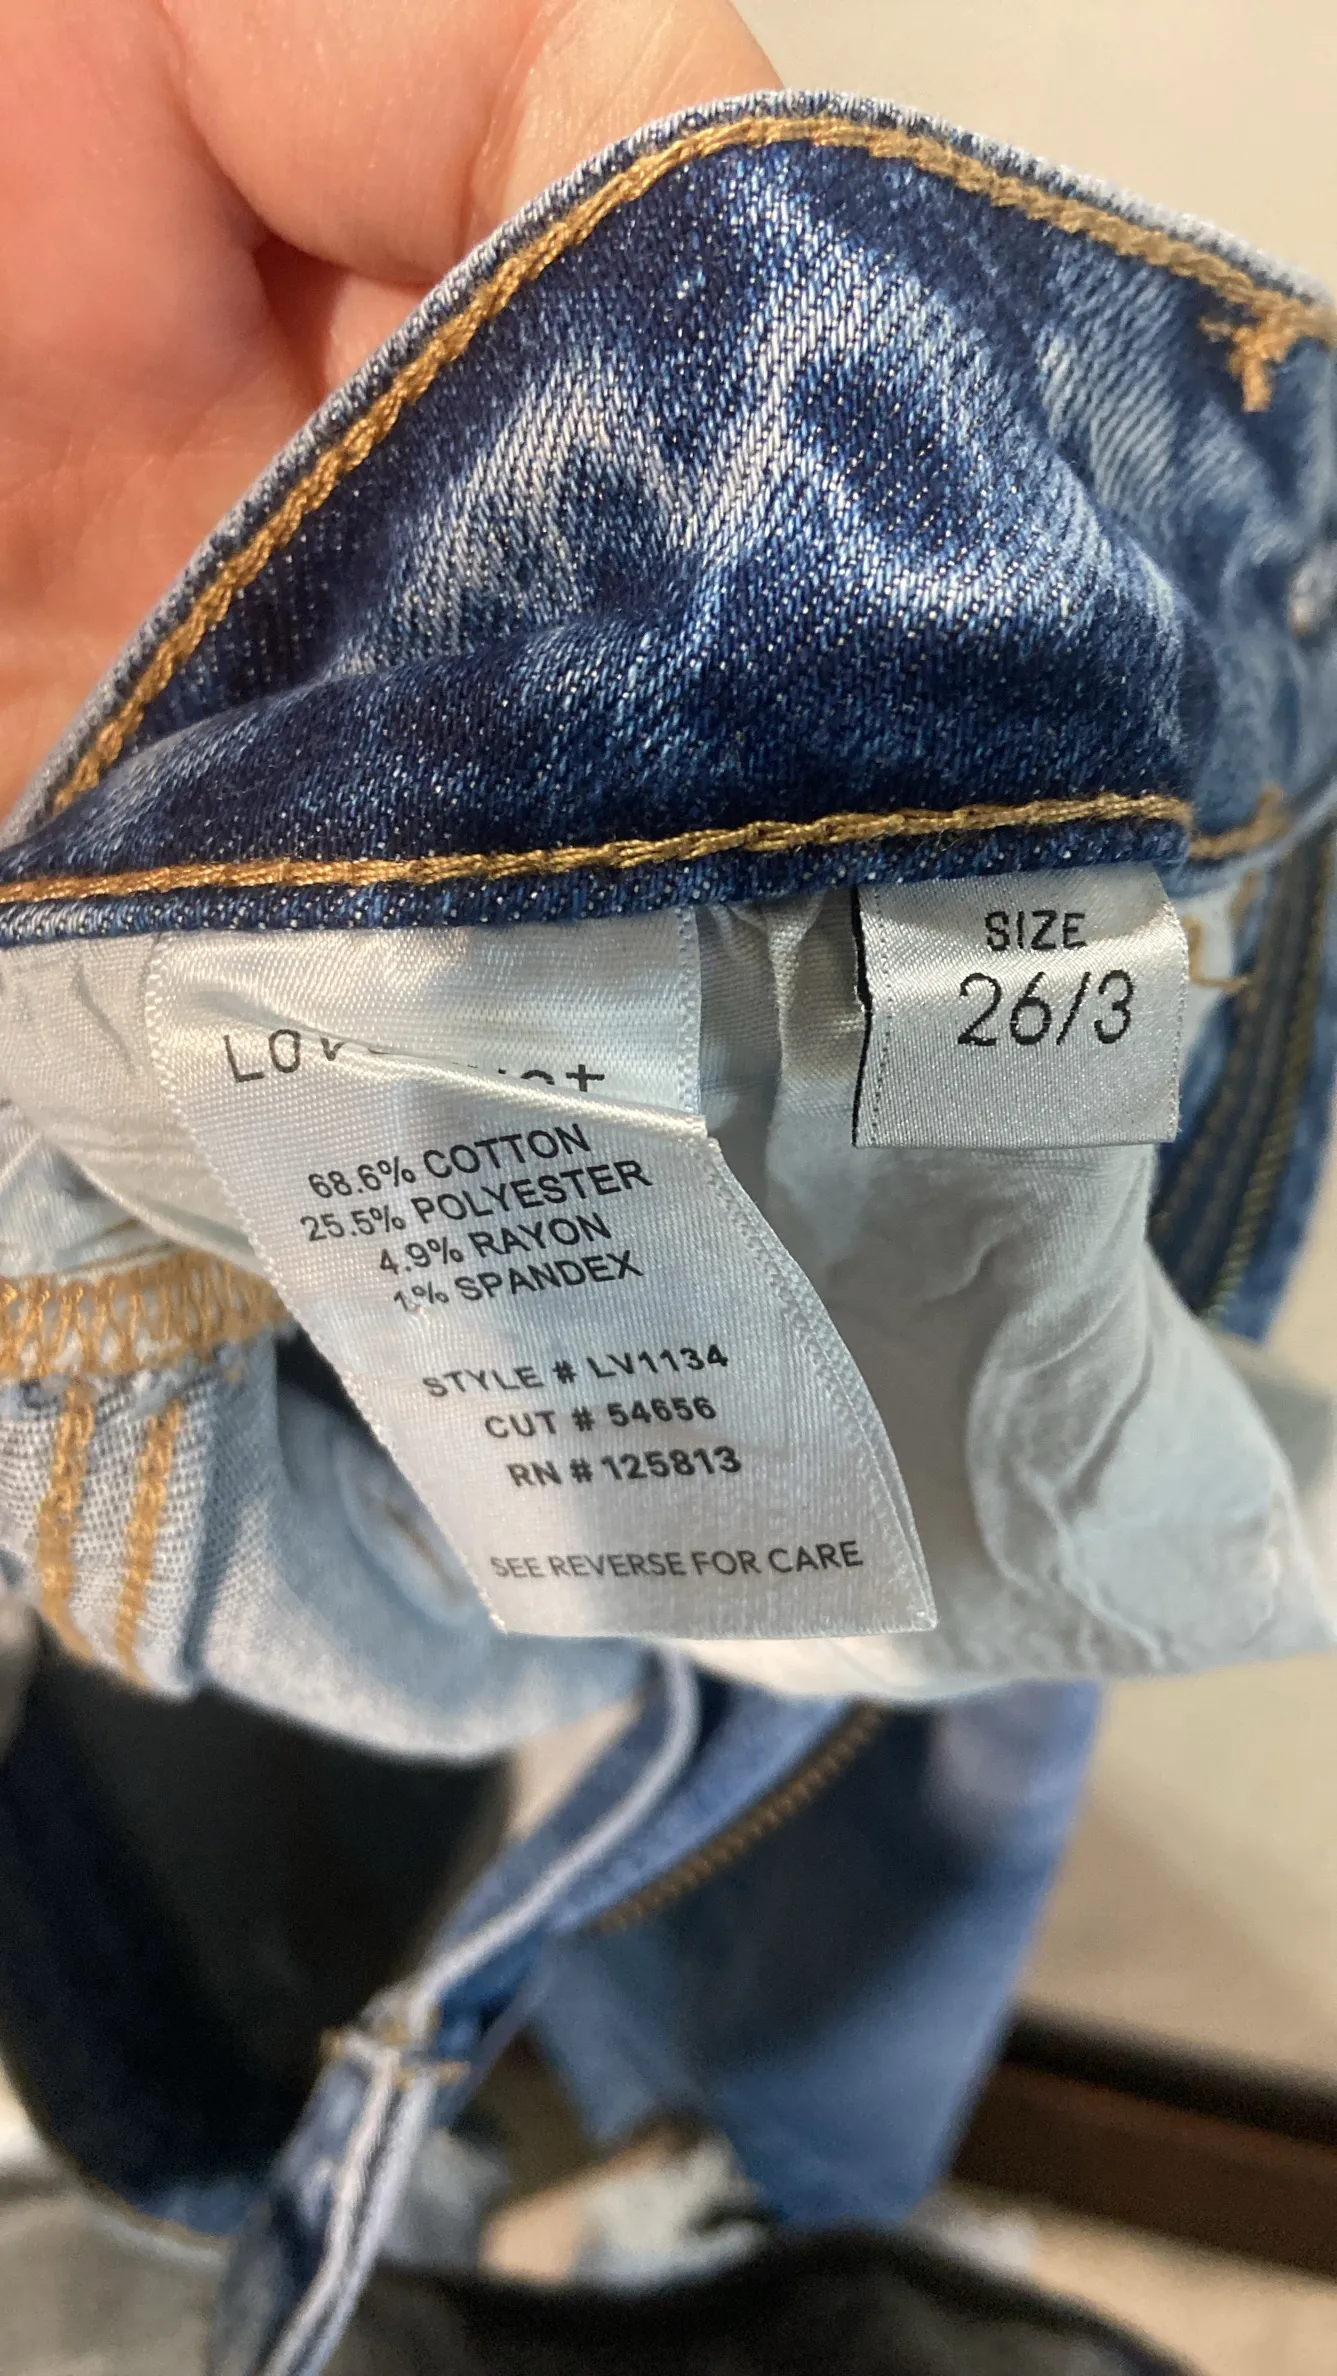 SIZE
26/3
68.6% COTTON
25.5% POLYESTER
4.9% RAYON
1% SPANDEX
STYLE # LV1134
CUT # 54656
RN # 125813
SEE REVERSE FOR CARE